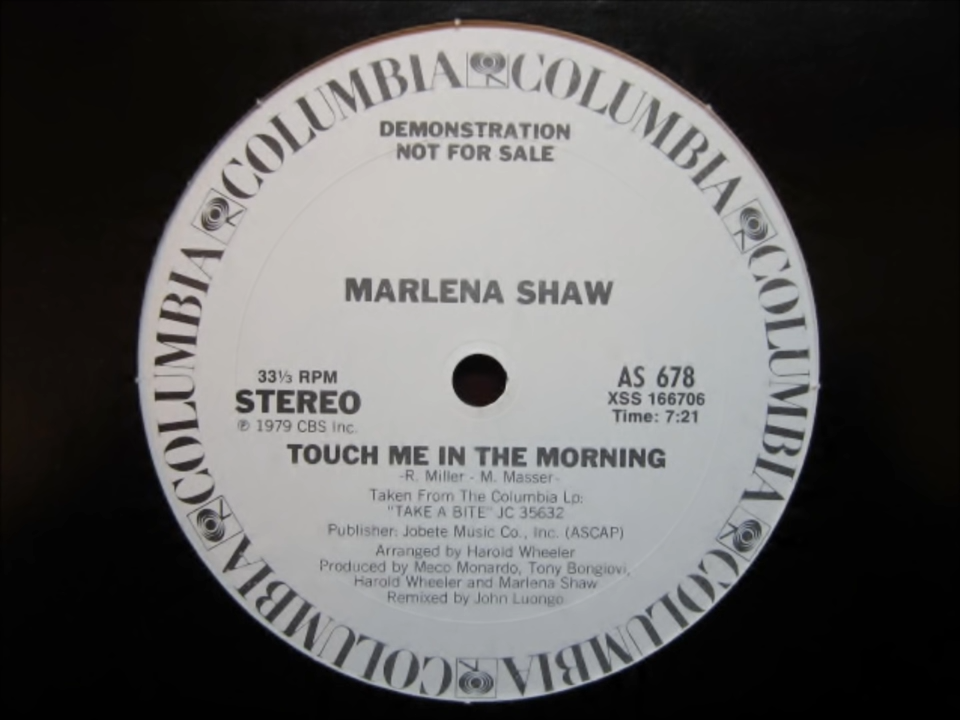 COLUMBIA COLUMBIA COLUMBIA COLUMBIA COLUMBIA COLUMBIA
DEMONSTRATION
NOT FOR SALE
MARLENA SHAW
33⅓ RPM
STEREO
℗ 1979 CBS Inc.
AS 678
XSS 166706
Time: 7:21
TOUCH ME IN THE MORNING
-R. Miller - M. Masser-
Taken From The Columbia Lp:
"TAKE A BITE" JC 35632
Publisher: Jobete Music Co., Inc. (ASCAP)
Arranged by Harold Wheeler
Produced by Meco Monardo, Tony Bongiovi,
Harold Wheeler and Marlena Shaw
Remixed by John Luongo